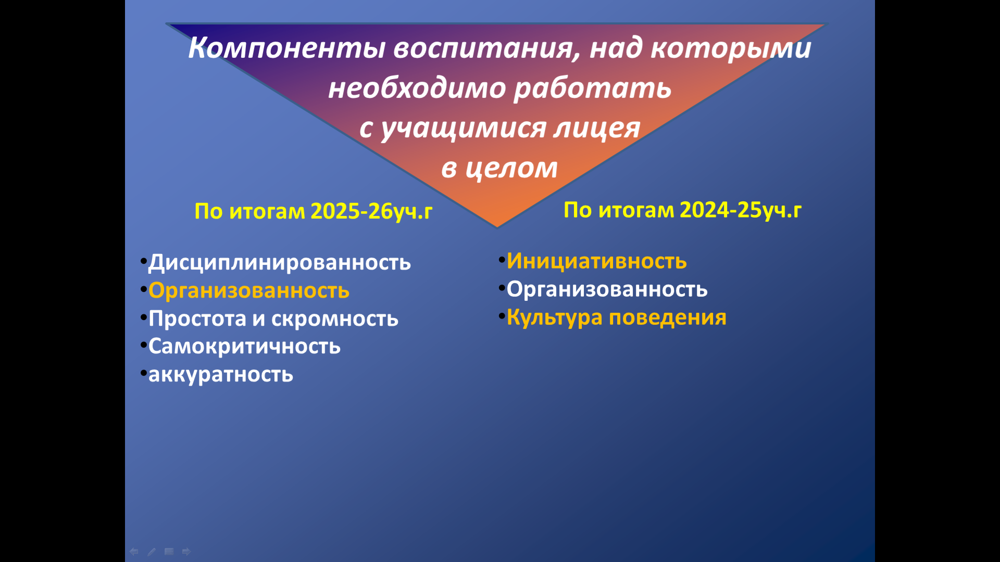 Компоненты воспитания, над которыми
необходимо работать
с учащимися лицея
в целом
По итогам 2025-26уч.г
•Дисциплинированность
•Организованность
•Простота и скромность
•Самокритичность
•аккуратность
По итогам 2024-25уч.г
•Инициативность
•Организованность
•Культура поведения